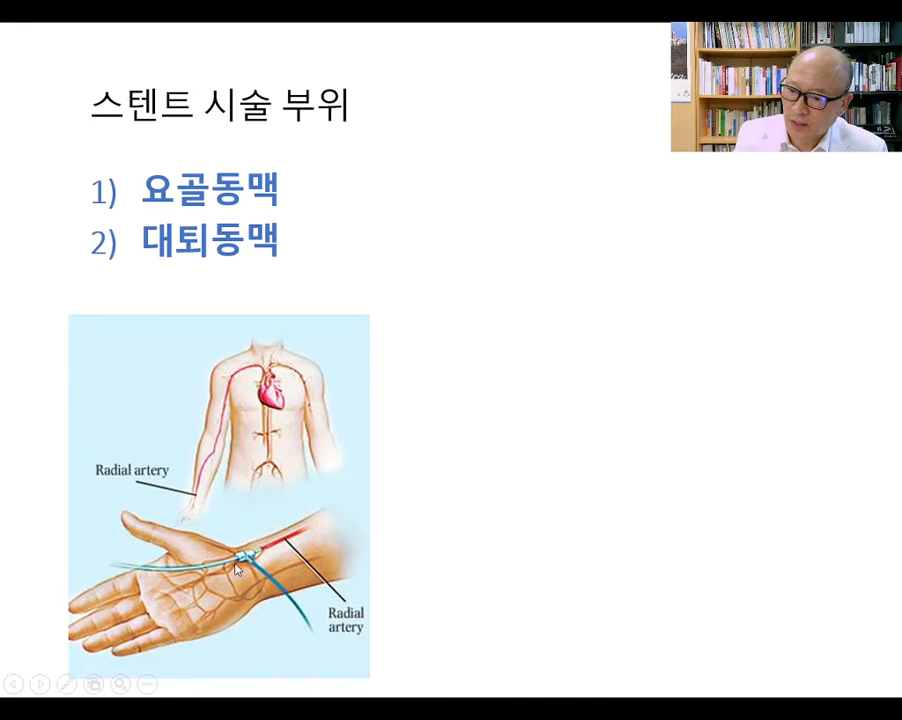 스텐트 시술 부위
1) 요골동맥
2) 대퇴동맥
Radial artery
Radial
artery